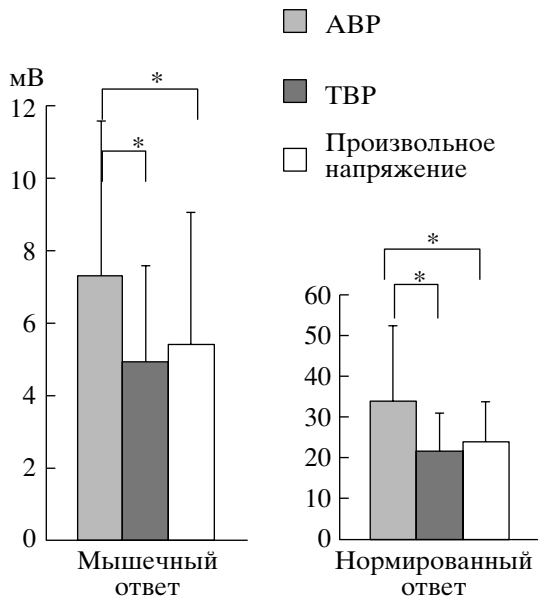 АВР
ТВР
Произвольное
напряжение
мВ
*
*
12
10
8
6
4
2
0
Мышечный
ответ
*
*
60
50
40
30
20
10
0
Нормированный
ответ